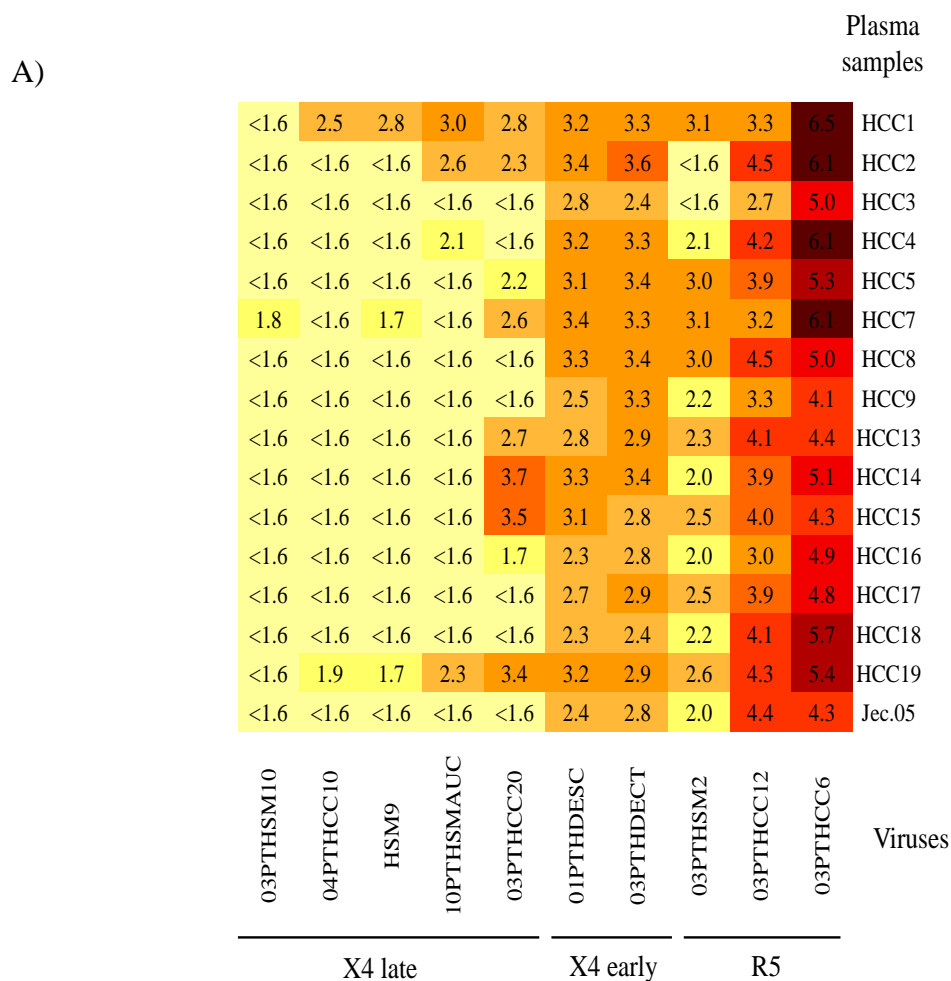 Plasma
samples
A)
<1.6 2.5 2.8 3.0 2.8 3.2 3.3 3.1 3.3 6.5 HCC1
<1.6 <1.6 <1.6 2.6 2.3 3.4 3.6 <1.6 4.5 6.1 HCC2
<1.6 <1.6 <1.6 <1.6 <1.6 2.8 2.4 <1.6 2.7 5.0 HCC3
<1.6 <1.6 <1.6 2.1 <1.6 3.2 3.3 2.1 4.2 6.1 HCC4
<1.6 <1.6 <1.6 <1.6 2.2 3.1 3.4 3.0 3.9 5.3 HCC5
1.8 <1.6 1.7 <1.6 2.6 3.4 3.3 3.1 3.2 6.1 HCC7
<1.6 <1.6 <1.6 <1.6 <1.6 3.3 3.4 3.0 4.5 5.0 HCC8
<1.6 <1.6 <1.6 <1.6 <1.6 2.5 3.3 2.2 3.3 4.1 HCC9
<1.6 <1.6 <1.6 <1.6 2.7 2.8 2.9 2.3 4.1 4.4 HCC13
<1.6 <1.6 <1.6 <1.6 3.7 3.3 3.4 2.0 3.9 5.1 HCC14
<1.6 <1.6 <1.6 <1.6 3.5 3.1 2.8 2.5 4.0 4.3 HCC15
<1.6 <1.6 <1.6 <1.6 1.7 2.3 2.8 2.0 3.0 4.9 HCC16
<1.6 <1.6 <1.6 <1.6 <1.6 2.7 2.9 2.5 3.9 4.8 HCC17
<1.6 <1.6 <1.6 <1.6 <1.6 2.3 2.4 2.2 4.1 5.7 HCC18
<1.6 1.9 1.7 2.3 3.4 3.2 2.9 2.6 4.3 5.4 HCC19
<1.6 <1.6 <1.6 <1.6 <1.6 2.4 2.8 2.0 4.4 4.3 Jec.05
03PTHSM10
04PTHCC10
HSM9
10PTHSMAUC
03PTHCC20
01PTHDESC
03PTHDECT
03PTHSM2
03PTHCC12
03PTHCC6
Viruses
X4 late X4 early R5